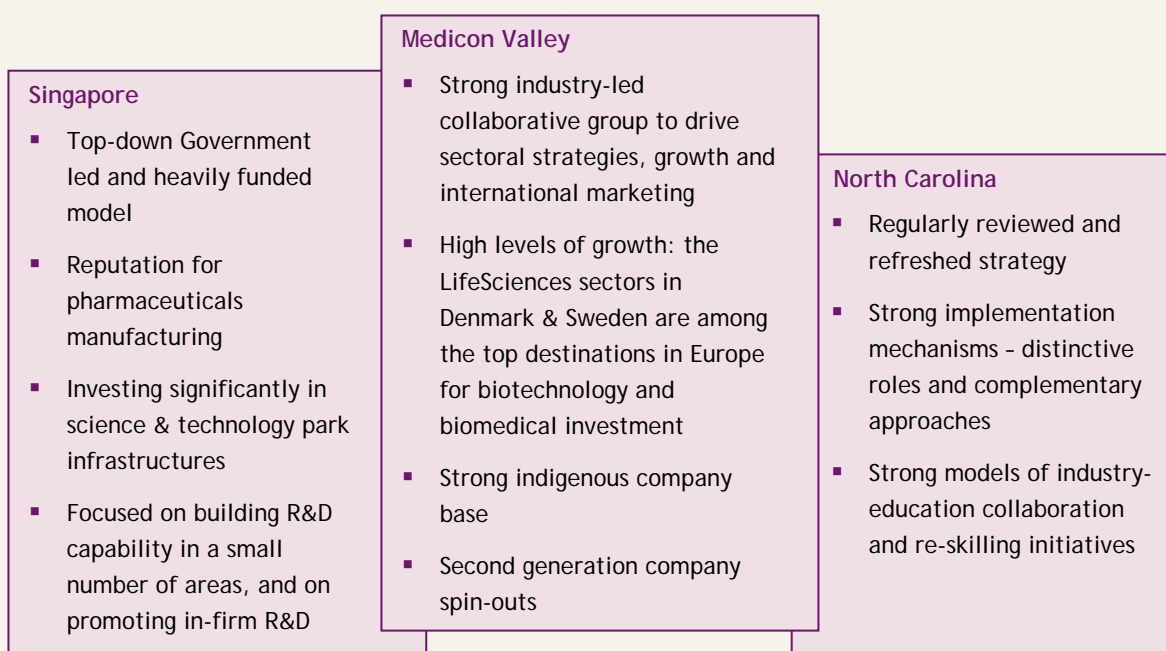 Singapore
▪ Top-down Government
led and heavily funded
model
▪ Reputation for
pharmaceuticals
manufacturing
▪ Investing significantly in
science & technology park
infrastructures
▪ Focused on building R&D
capability in a small
number of areas, and on
promoting in-firm R&D
Medicon Valley
▪ Strong industry-led
collaborative group to drive
sectoral strategies, growth and
international marketing
▪ High levels of growth: the
LifeSciences sectors in
Denmark & Sweden are among
the top destinations in Europe
for biotechnology and
biomedical investment
▪ Strong indigenous company
base
▪ Second generation company
spin-outs
North Carolina
▪ Regularly reviewed and
refreshed strategy
▪ Strong implementation
mechanisms – distinctive
roles and complementary
approaches
▪ Strong models of industry-
education collaboration
and re-skilling initiatives